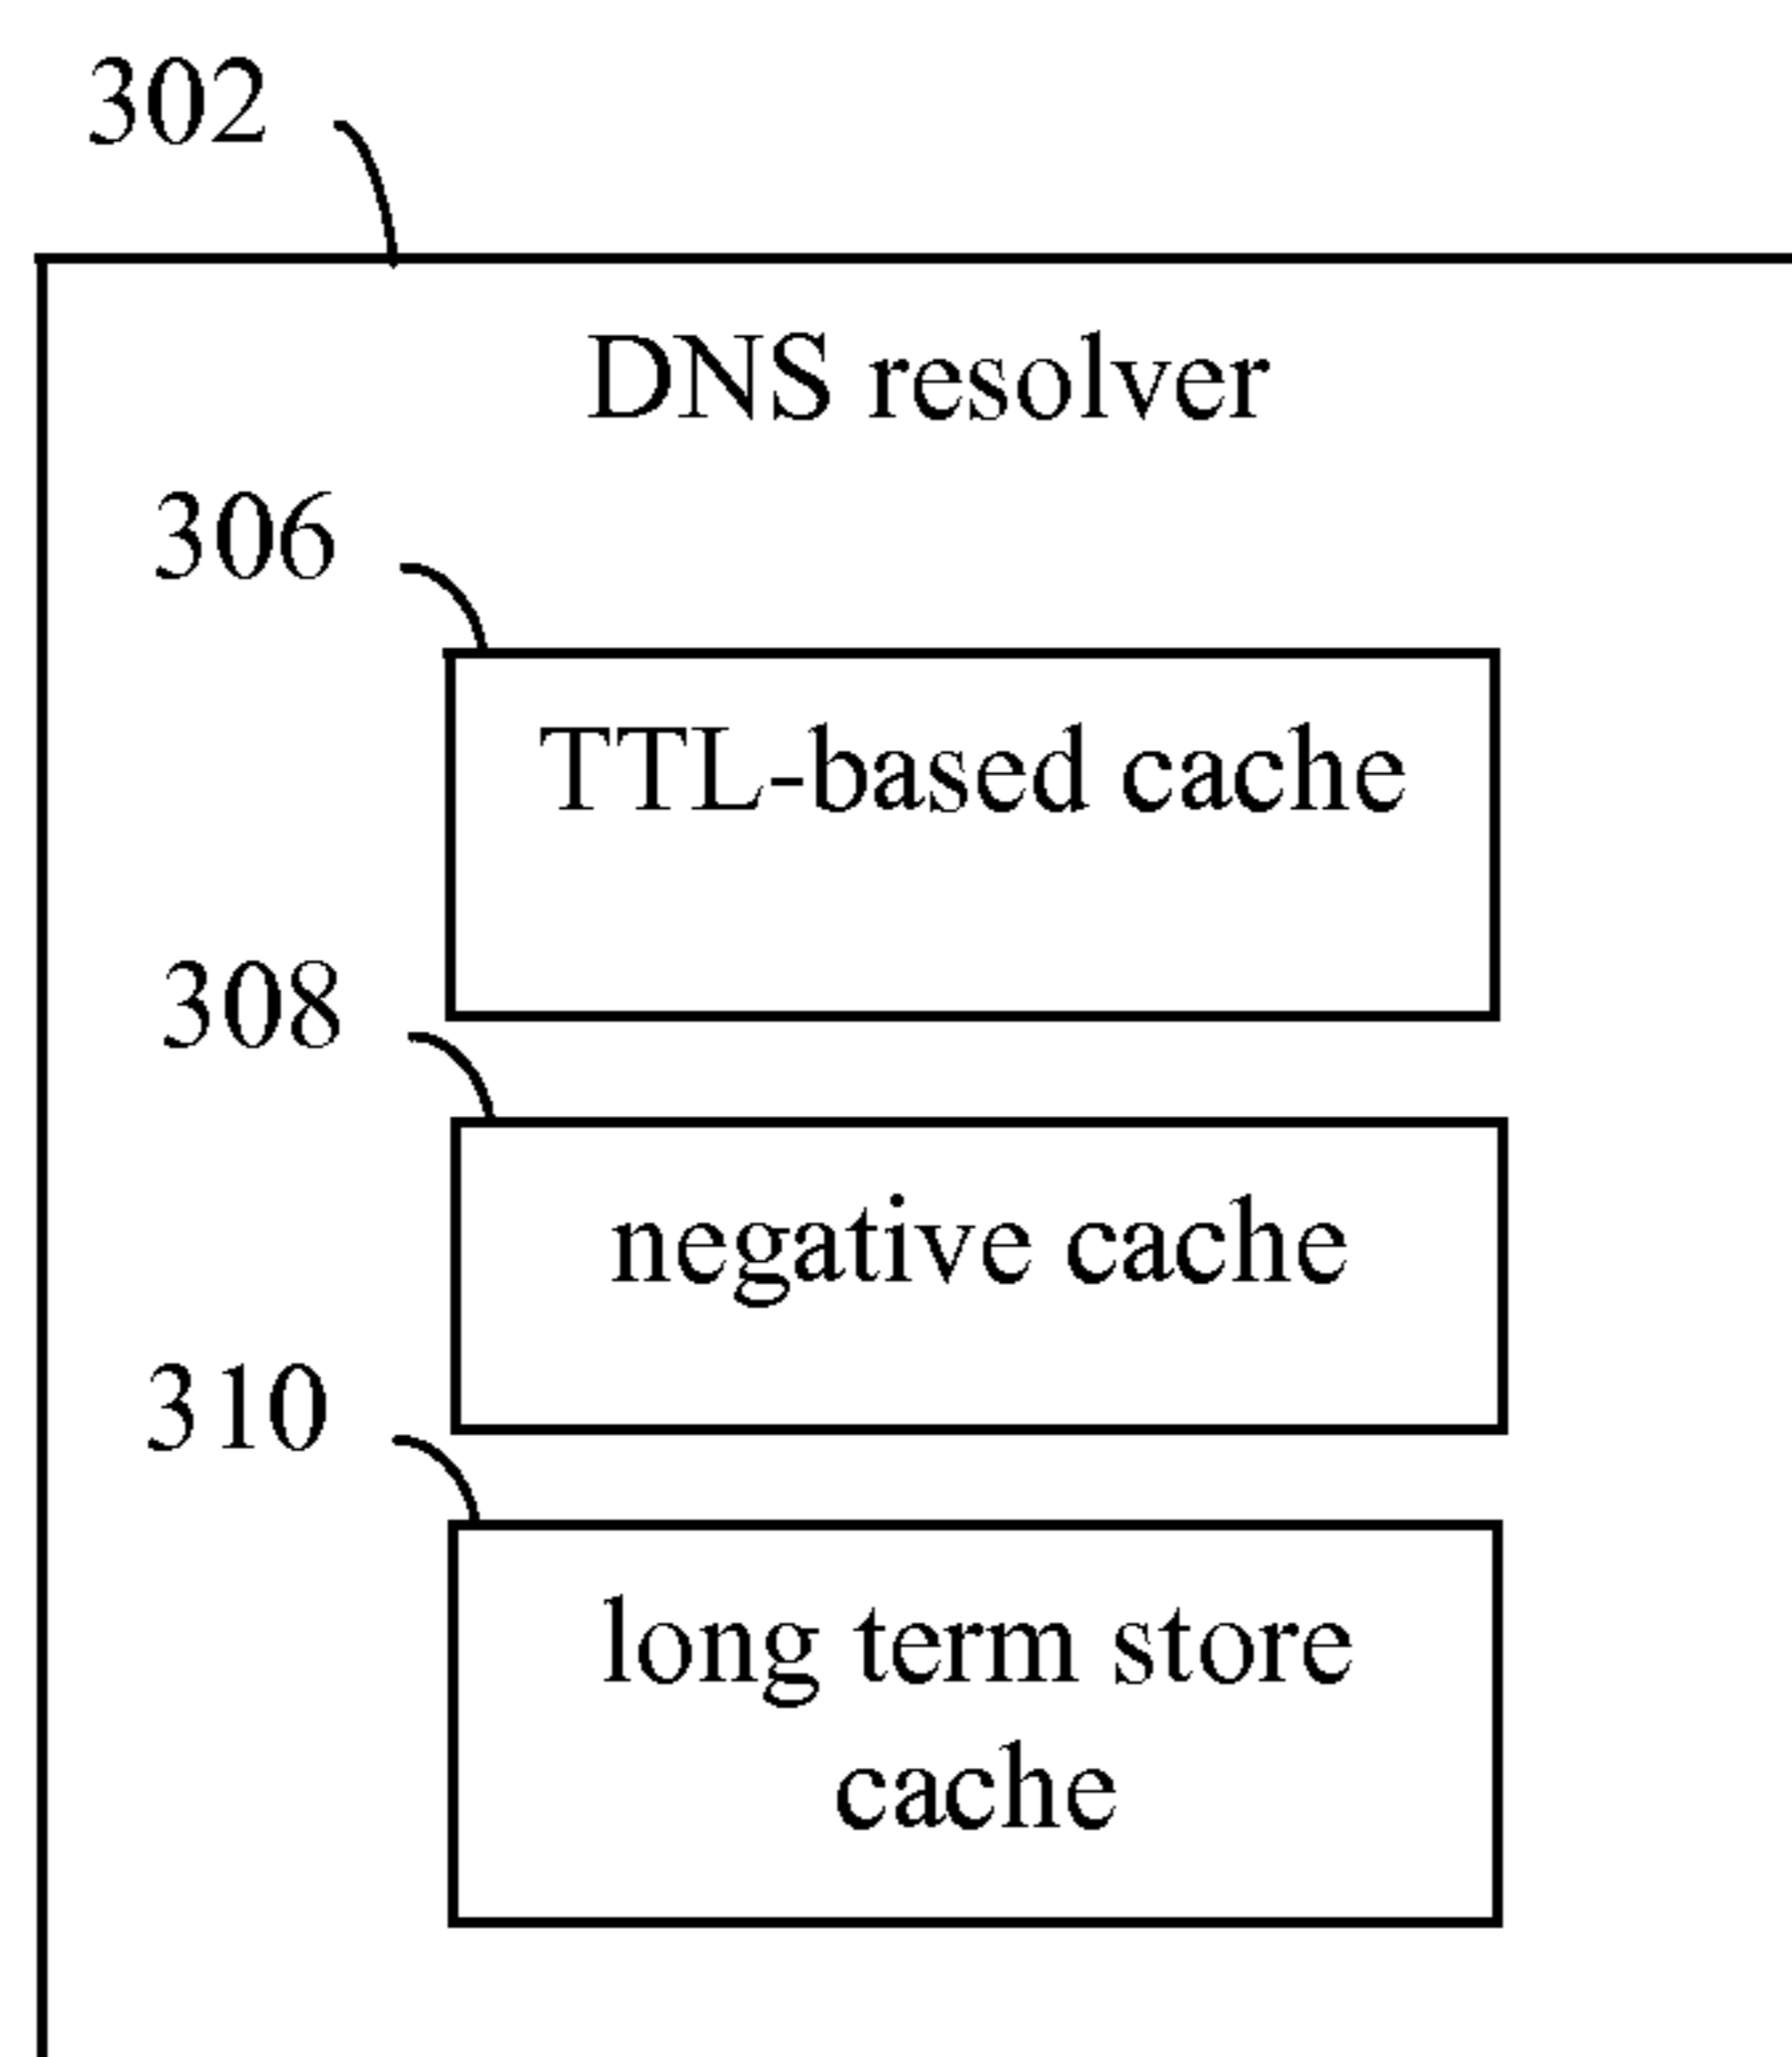 302
DNS resolver
306
TTL-based cache
308
negative cache
310
long term store
cache